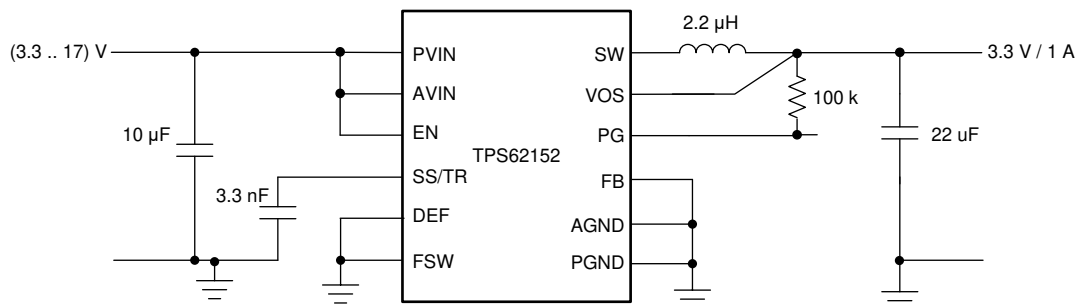 2.2 µH
(3.3 .. 17) V
PVIN
SW
3.3 V / 1 A
AVIN
VOS
100 k
10 µF
EN
PG
22 uF
TPS62152
3.3 nF
SS/TR
FB
DEF
AGND
FSW
PGND